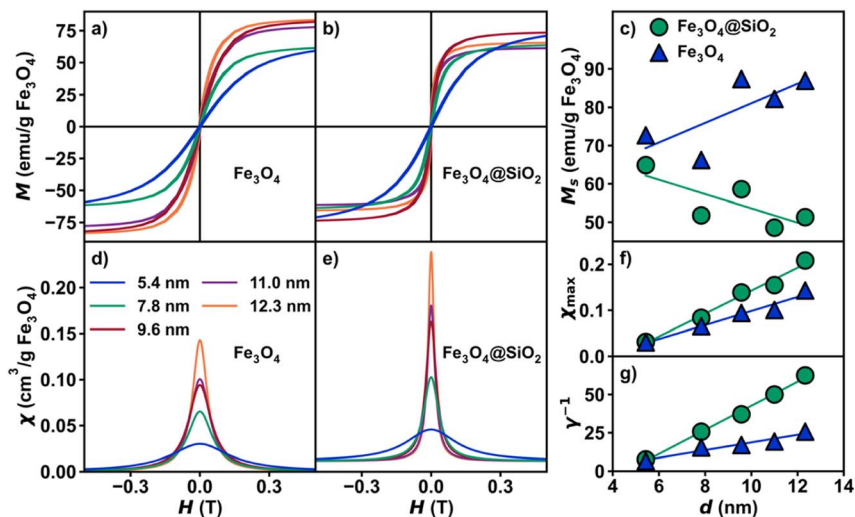 a)
M (emu/g Fe₃O₄)
75
50
25
0
−25
−50
−75
Fe₃O₄
b)
Fe₃O₄@SiO₂
c)
Fe₃O₄@SiO₂
Fe₃O₄
Mₛ (emu/g Fe₃O₄)
90
80
70
60
50
d)
χ (cm³/g Fe₃O₄)
0.20
0.15
0.10
0.05
0.00
5.4 nm
7.8 nm
9.6 nm
11.0 nm
12.3 nm
Fe₃O₄
−0.3 0.0 0.3
H (T)
e)
Fe₃O₄@SiO₂
−0.3 0.0 0.3
H (T)
f)
χmax
0.2
0.1
0.0
g)
γ⁻¹
50
25
0
4 6 8 10 12 14
d (nm)